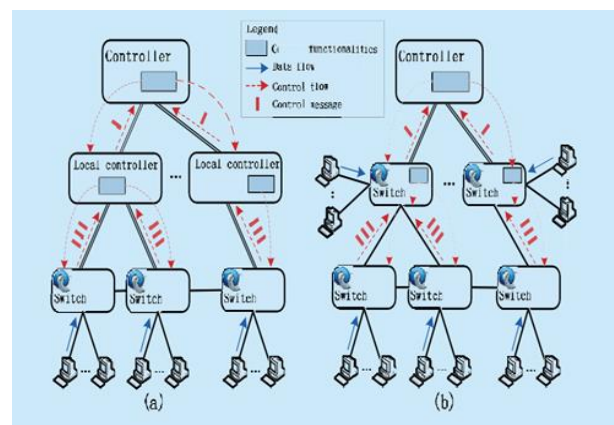 Legend
functionalities
Data flow
Control flow
Control message
Controller
Local controller
...
Local controller
Switch
Switch
Switch
...
...
...
(a)
Controller
Switch
...
Switch
Switch
Switch
Switch
...
...
...
(b)